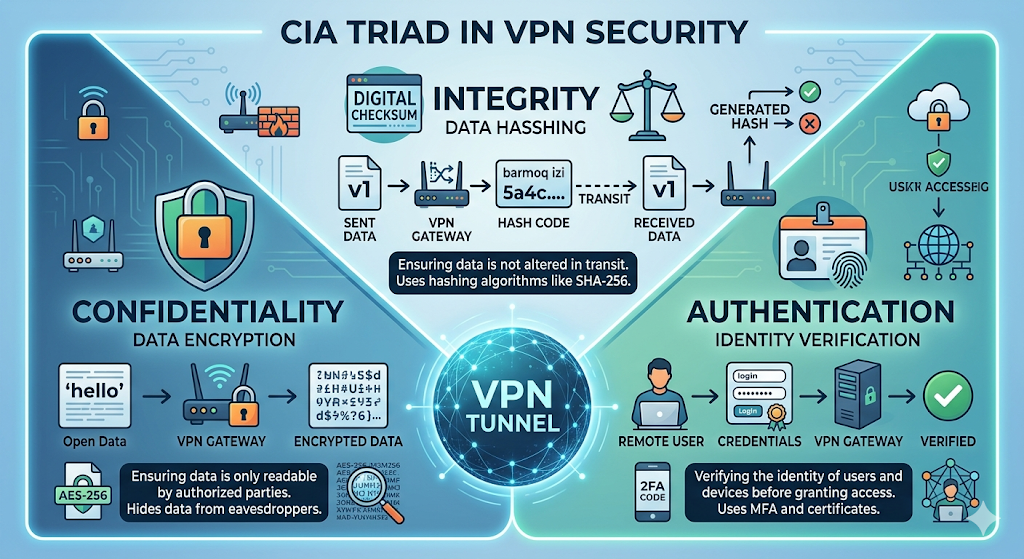 CIA TRIAD IN VPN SECURITY
DIGITAL
CHECKSUM
INTEGRITY
DATA HASSHING
GENERATED
HASH
v1
SENT
DATA
VPN
GATEWAY
barmoq izi
5a4c....
HASH CODE
TRANSIT
v1
RECEIVED
DATA
Ensuring data is not altered in transit.
Uses hashing algorithms like SHA-256.
CONFIDENTIALITY
DATA ENCRYPTION
'hello'
Open Data
VPN GATEWAY
ENCRYPTED DATA
AES-256
Ensuring data is only readable
by authorized parties.
Hides data from eavesdroppers.
VPN
TUNNEL
AUTHENTICATION
IDENTITY VERIFICATION
login
Login
REMOTE USER
CREDENTIALS
VPN GATEWAY
VERIFIED
2FA
CODE
Verifying the identity of users and
devices before granting access.
Uses MFA and certificates.